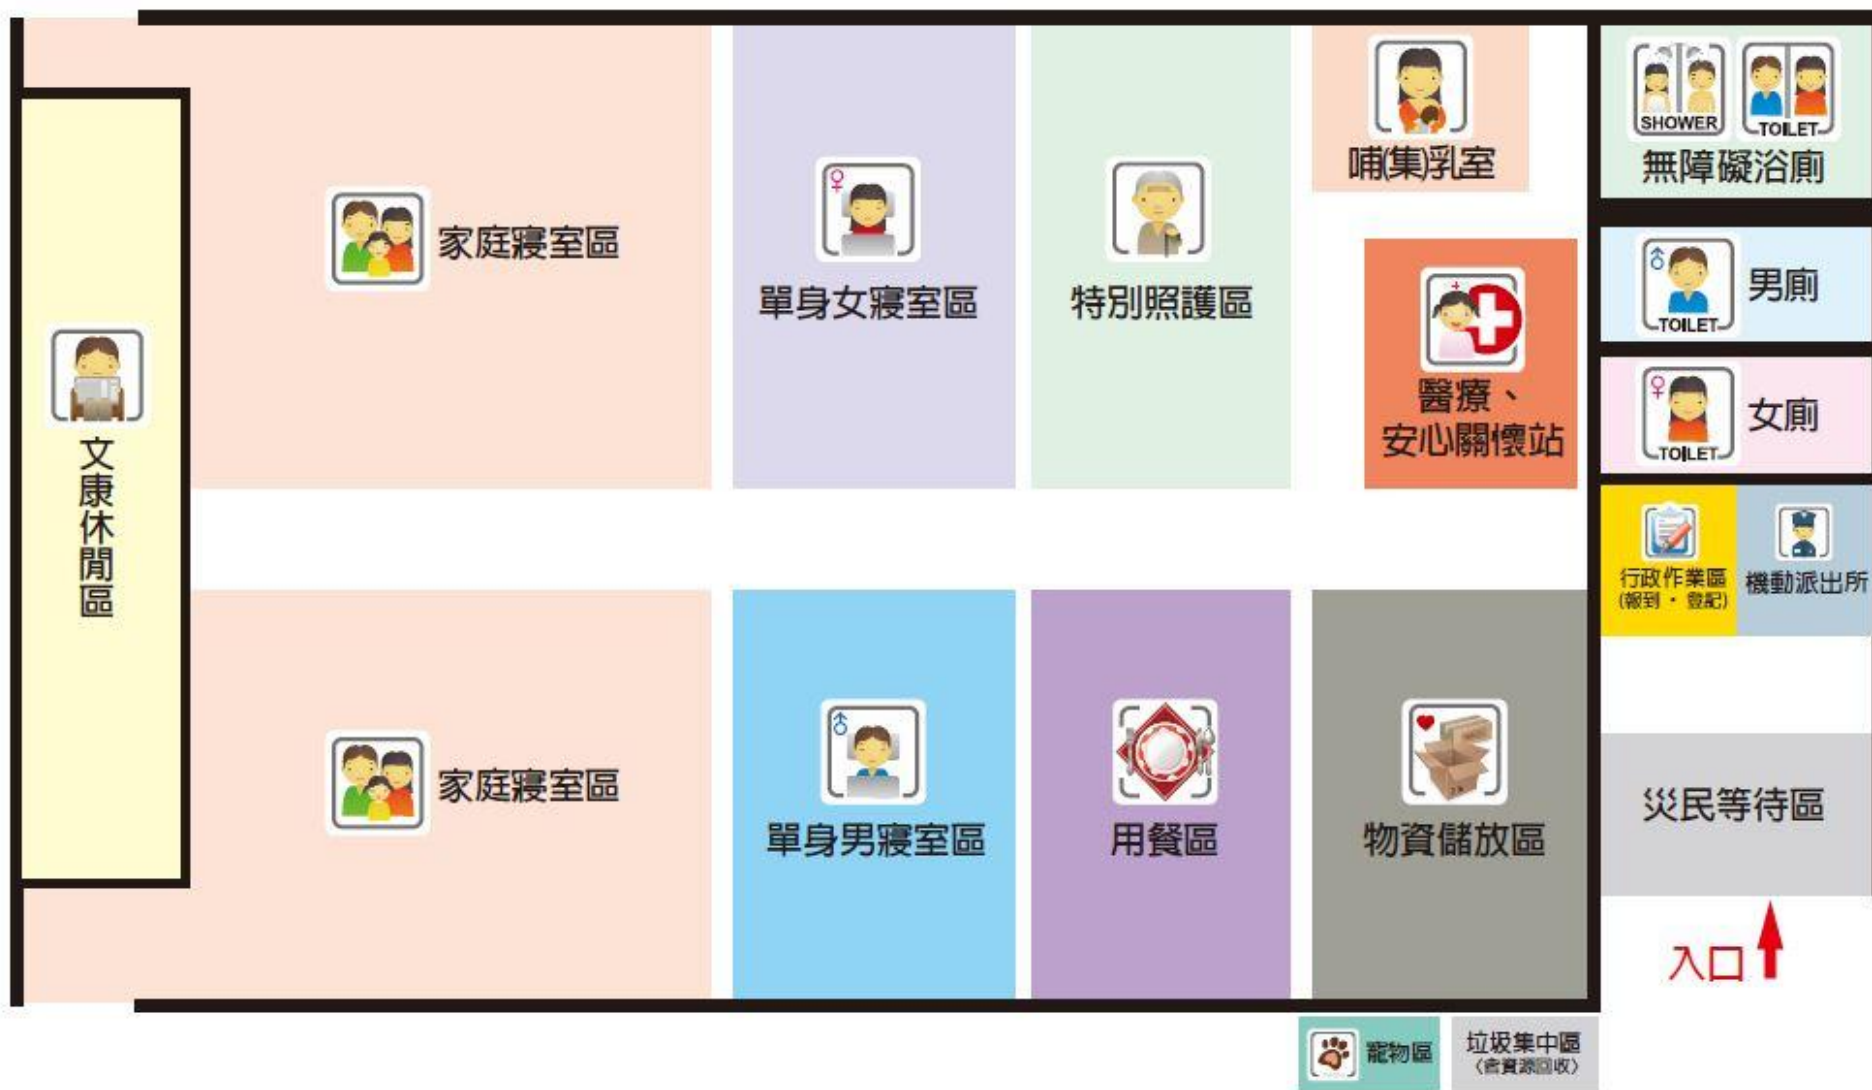 SHOWER
TOILET
無障礙浴廁
哺(集)乳室
家庭寢室區
單身女寢室區
特別照護區
醫療、
安心關懷站
TOILET
男廁
TOILET
女廁
文康休閒區
行政作業區
(報到・登記)
機動派出所
家庭寢室區
單身男寢室區
用餐區
物資儲放區
災民等待區
入口
寵物區
垃圾集中區
(含資源回收)